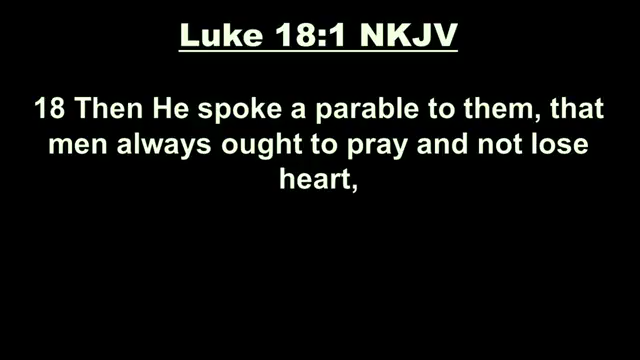 Luke 18:1 NKJV
18 Then He spoke a parable to them, that
men always ought to pray and not lose
heart,